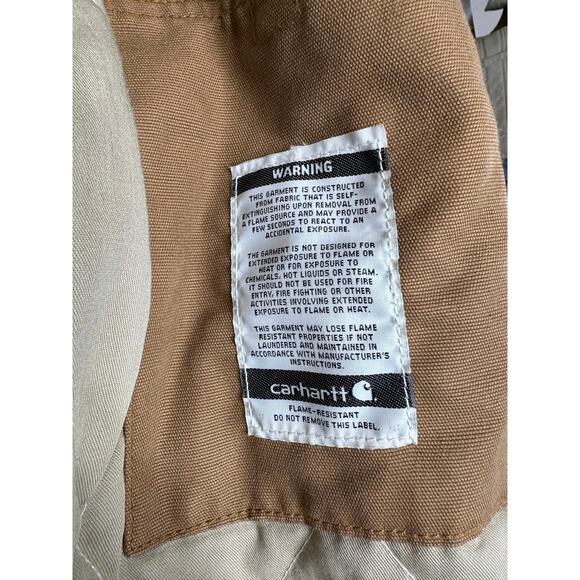 WARNING
THIS GARMENT IS CONSTRUCTED
FROM FABRIC THAT IS SELF-
EXTINGUISHING UPON REMOVAL FROM
A FLAME SOURCE AND MAY PROVIDE A
FEW SECONDS TO REACT TO AN
ACCIDENTAL EXPOSURE.
THE GARMENT IS NOT DESIGNED FOR
EXTENDED EXPOSURE TO FLAME OR
HEAT OR FOR EXPOSURE TO
CHEMICALS, HOT LIQUIDS OR STEAM.
IT SHOULD NOT BE USED FOR FIRE
ENTRY, FIRE FIGHTING OR OTHER
ACTIVITIES INVOLVING EXTENDED
EXPOSURE TO FLAME OR HEAT.
THIS GARMENT MAY LOSE FLAME
RESISTANT PROPERTIES IF NOT
LAUNDERED AND MAINTAINED IN
ACCORDANCE WITH MANUFACTURER'S
INSTRUCTIONS.
carhartt
FLAME-RESISTANT
DO NOT REMOVE THIS LABEL.